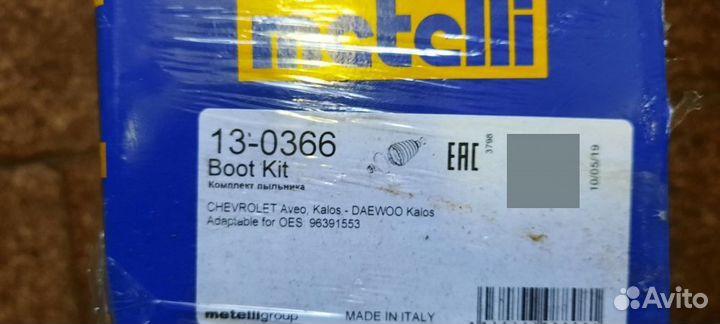 metelli
13-0366
Boot Kit
Комплект пыльника
EAC
3798
10/05/19
CHEVROLET Aveo, Kalos - DAEWOO Kalos
Adaptable for OES: 96391553
metelligroup
MADE IN ITALY
Avito